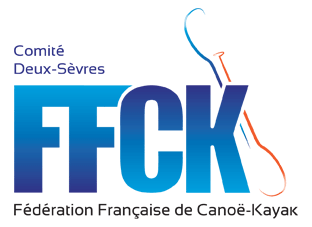 Comité
Deux-Sèvres
FFCK
Fédération Française de Canoë-Kayak